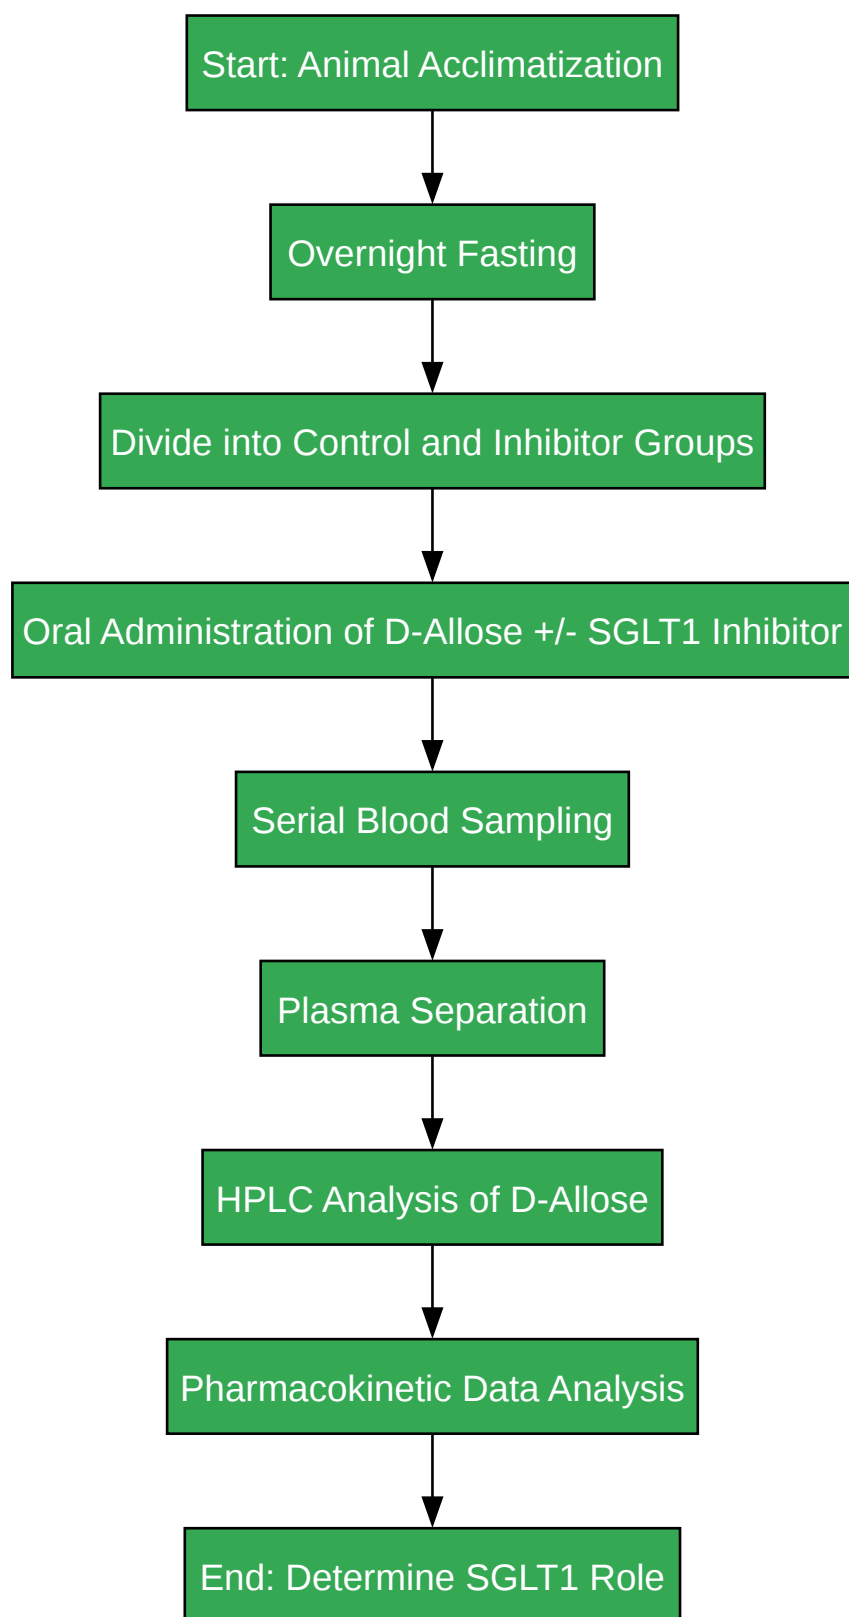 Start: Animal Acclimatization
Overnight Fasting
Divide into Control and Inhibitor Groups
Oral Administration of D-Allose +/- SGLT1 Inhibitor
Serial Blood Sampling
Plasma Separation
HPLC Analysis of D-Allose
Pharmacokinetic Data Analysis
End: Determine SGLT1 Role